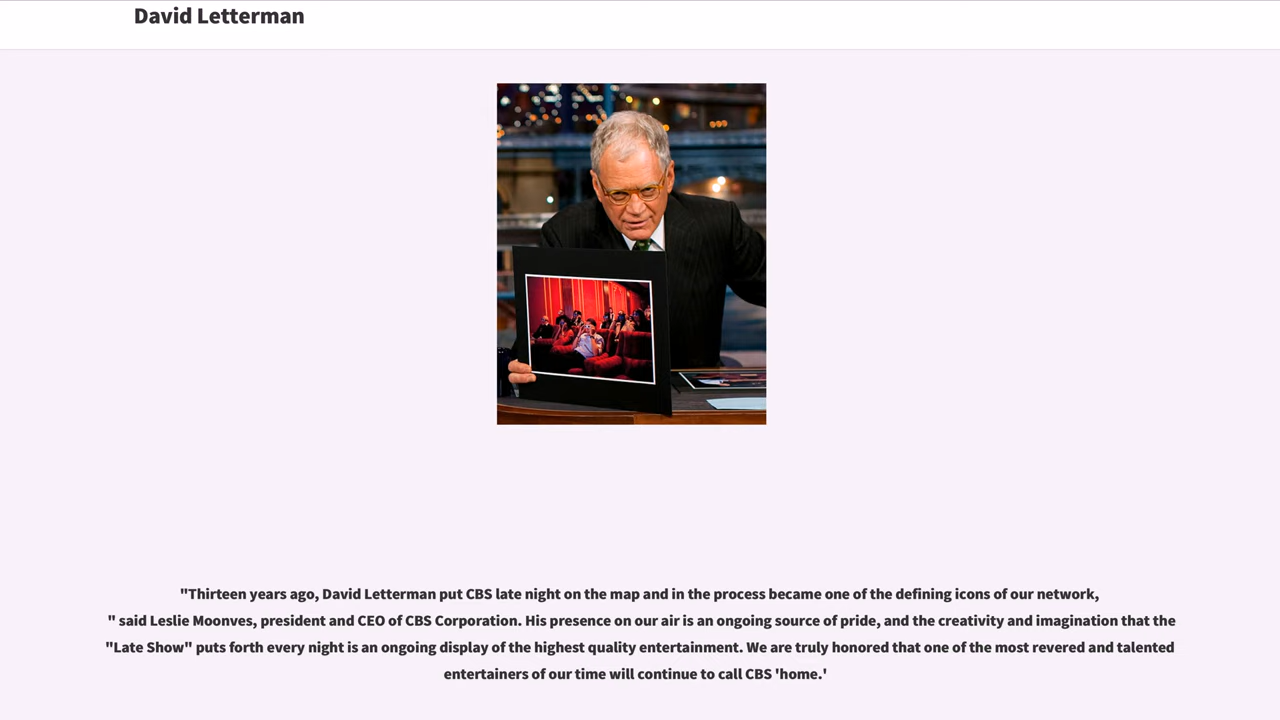 David Letterman
"Thirteen years ago, David Letterman put CBS late night on the map and in the process became one of the defining icons of our network,
" said Leslie Moonves, president and CEO of CBS Corporation. His presence on our air is an ongoing source of pride, and the creativity and imagination that the
"Late Show" puts forth every night is an ongoing display of the highest quality entertainment. We are truly honored that one of the most revered and talented
entertainers of our time will continue to call CBS 'home.'